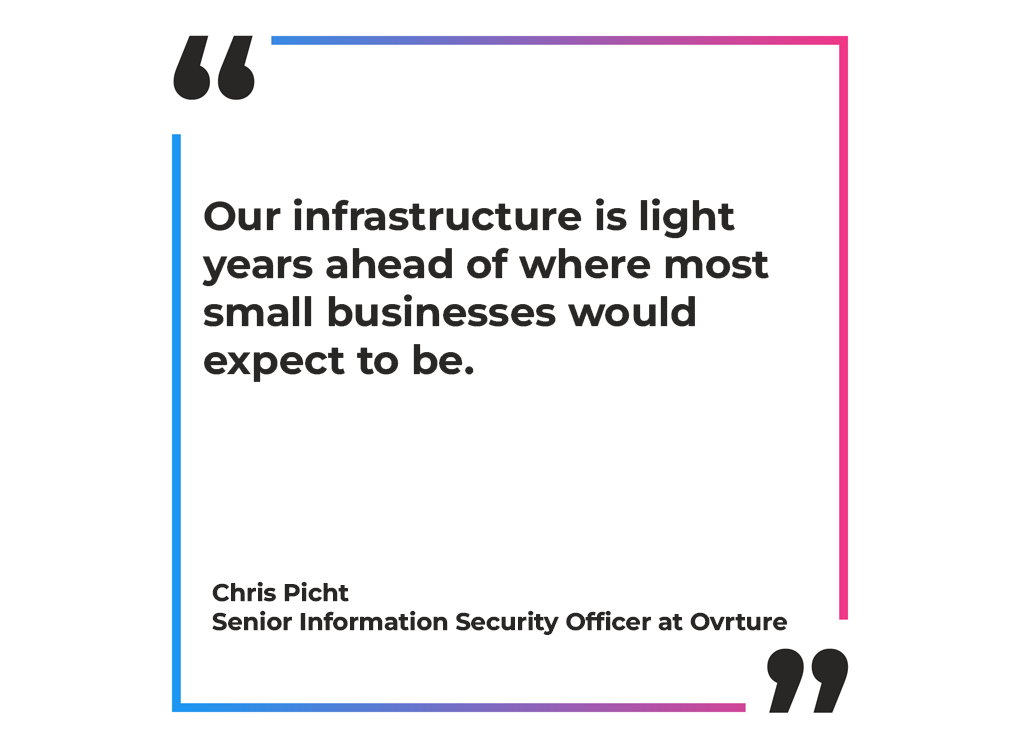 “
Our infrastructure is light
years ahead of where most
small businesses would
expect to be.
Chris Picht
Senior Information Security Officer at Ovrture
”